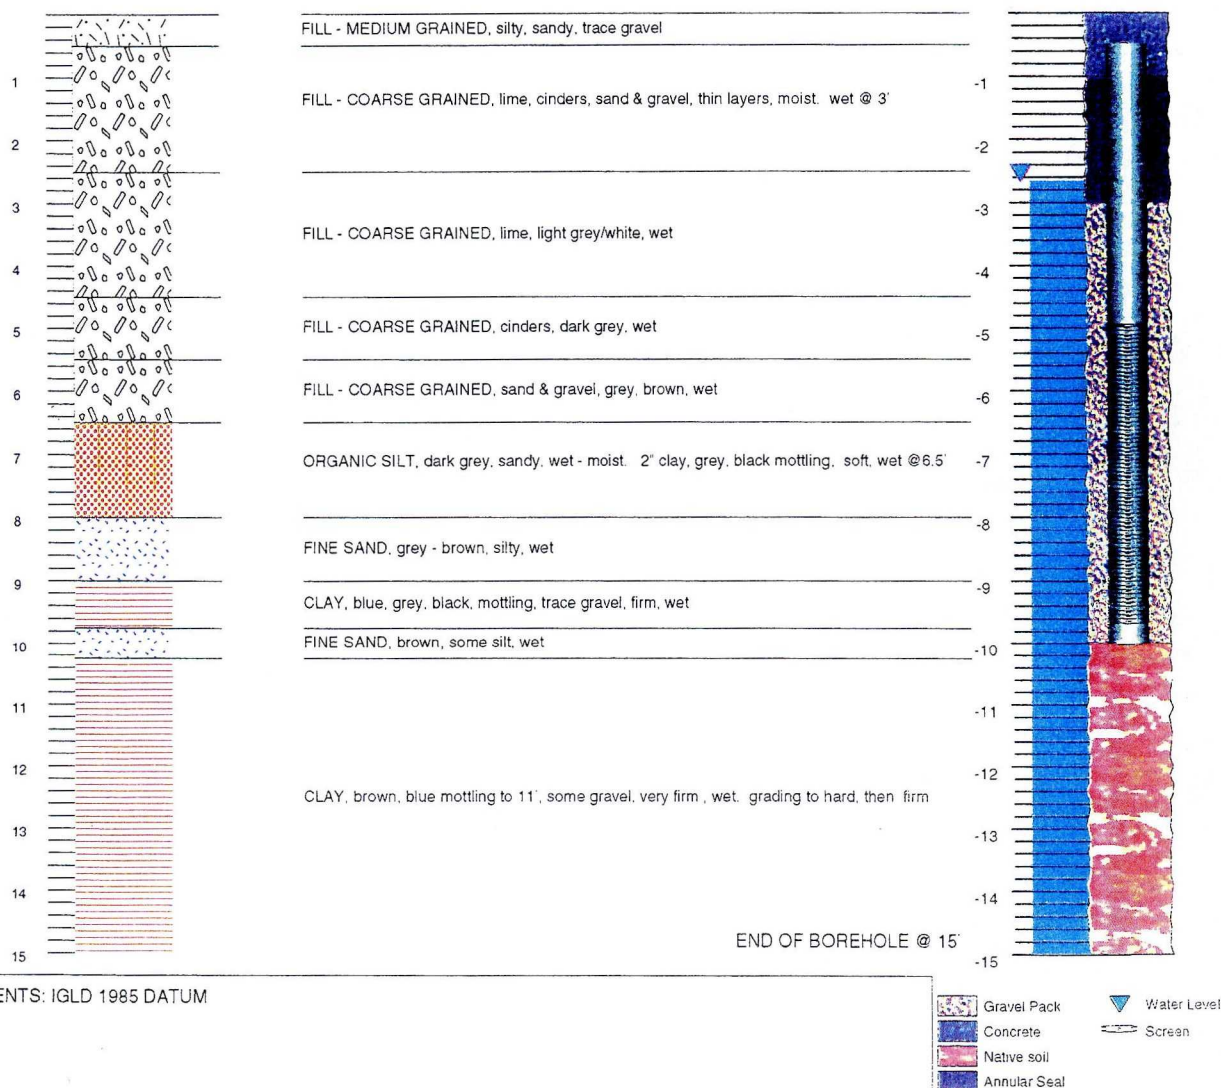 FILL - MEDIUM GRAINED, silty, sandy, trace gravel
1
FILL - COARSE GRAINED, lime, cinders, sand & gravel, thin layers, moist. wet @ 3'
-1
2
-2
3
FILL - COARSE GRAINED, lime, light grey/white, wet
-3
4
-4
5
FILL - COARSE GRAINED, cinders, dark grey, wet
-5
6
FILL - COARSE GRAINED, sand & gravel, grey, brown, wet
-6
7
ORGANIC SILT, dark grey, sandy, wet - moist. 2" clay, grey, black mottling, soft, wet @6.5'
-7
8
-8
FINE SAND, grey - brown, silty, wet
9
-9
CLAY, blue, grey, black, mottling, trace gravel, firm, wet
10
FINE SAND, brown, some silt, wet
-10
11
-11
12
-12
CLAY, brown, blue mottling to 11', some gravel, very firm , wet. grading to hard, then firm
13
-13
14
-14
END OF BOREHOLE @ 15'
15
-15
ENTS: IGLD 1985 DATUM
Gravel Pack
Water Level
Concrete
Screen
Native soil
Annular Seal